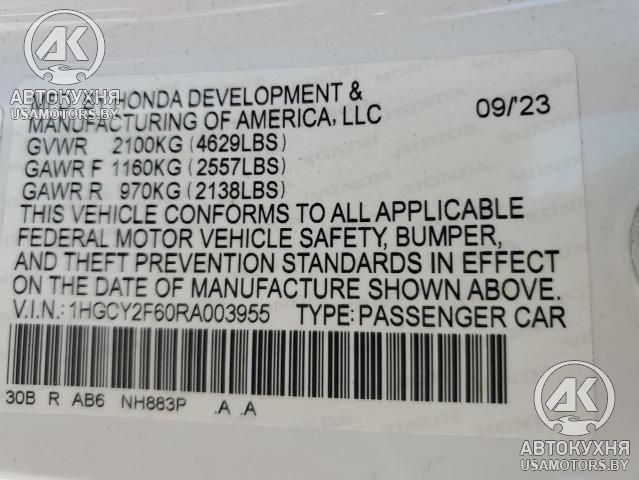 АК
АВТОКУХНЯ
USAMOTORS.BY
HONDA DEVELOPMENT &
MANUFACTURING OF AMERICA, LLC
09/'23
GVWR 2100KG (4629LBS)
GAWR F 1160KG (2557LBS)
GAWR R 970KG (2138LBS)
THIS VEHICLE CONFORMS TO ALL APPLICABLE
FEDERAL MOTOR VEHICLE SAFETY, BUMPER,
AND THEFT PREVENTION STANDARDS IN EFFECT
ON THE DATE OF MANUFACTURE SHOWN ABOVE.
V.I.N.: 1HGCY2F60RA003955 TYPE: PASSENGER CAR
30B R AB6 NH883P .A .A
АК
АВТОКУХНЯ
USAMOTORS.BY